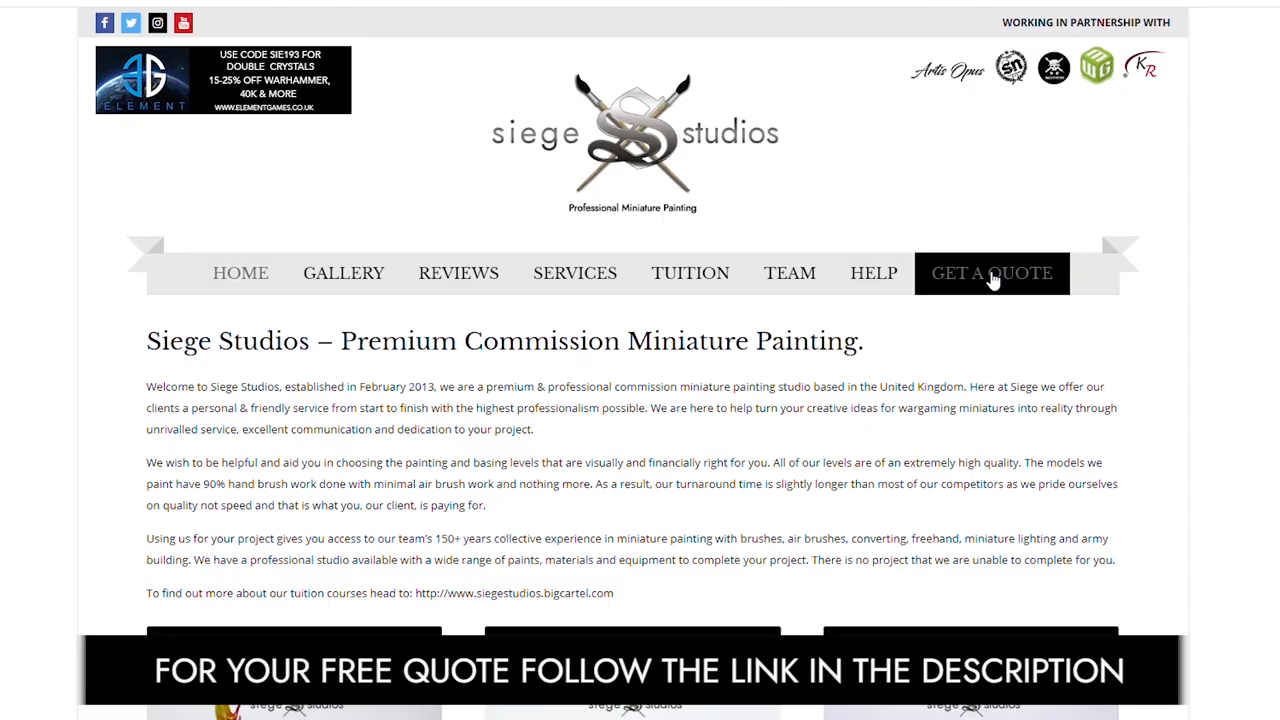 WORKING IN PARTNERSHIP WITH
USE CODE SIE193 FOR
DOUBLE CRYSTALS
15-25% OFF WARHAMMER,
40K & MORE
WWW.ELEMENTGAMES.CO.UK
ELEMENT
Artis Opus
KR
siege studios
Professional Miniature Painting
HOME GALLERY REVIEWS SERVICES TUITION TEAM HELP GET A QUOTE
Siege Studios – Premium Commission Miniature Painting.
Welcome to Siege Studios, established in February 2013, we are a premium & professional commission miniature painting studio based in the United Kingdom. Here at Siege we offer our
clients a personal & friendly service from start to finish with the highest professionalism possible. We are here to help turn your creative ideas for wargaming miniatures into reality through
unrivalled service, excellent communication and dedication to your project.
We wish to be helpful and aid you in choosing the painting and basing levels that are visually and financially right for you. All of our levels are of an extremely high quality. The models we
paint have 90% hand brush work done with minimal air brush work and nothing more. As a result, our turnaround time is slightly longer than most of our competitors as we pride ourselves
on quality not speed and that is what you, our client, is paying for.
Using us for your project gives you access to our team's 150+ years collective experience in miniature painting with brushes, air brushes, converting, freehand, miniature lighting and army
building. We have a professional studio available with a wide range of paints, materials and equipment to complete your project. There is no project that we are unable to complete for you.
To find out more about our tuition courses head to: http://www.siegestudios.bigcartel.com
FOR YOUR FREE QUOTE FOLLOW THE LINK IN THE DESCRIPTION